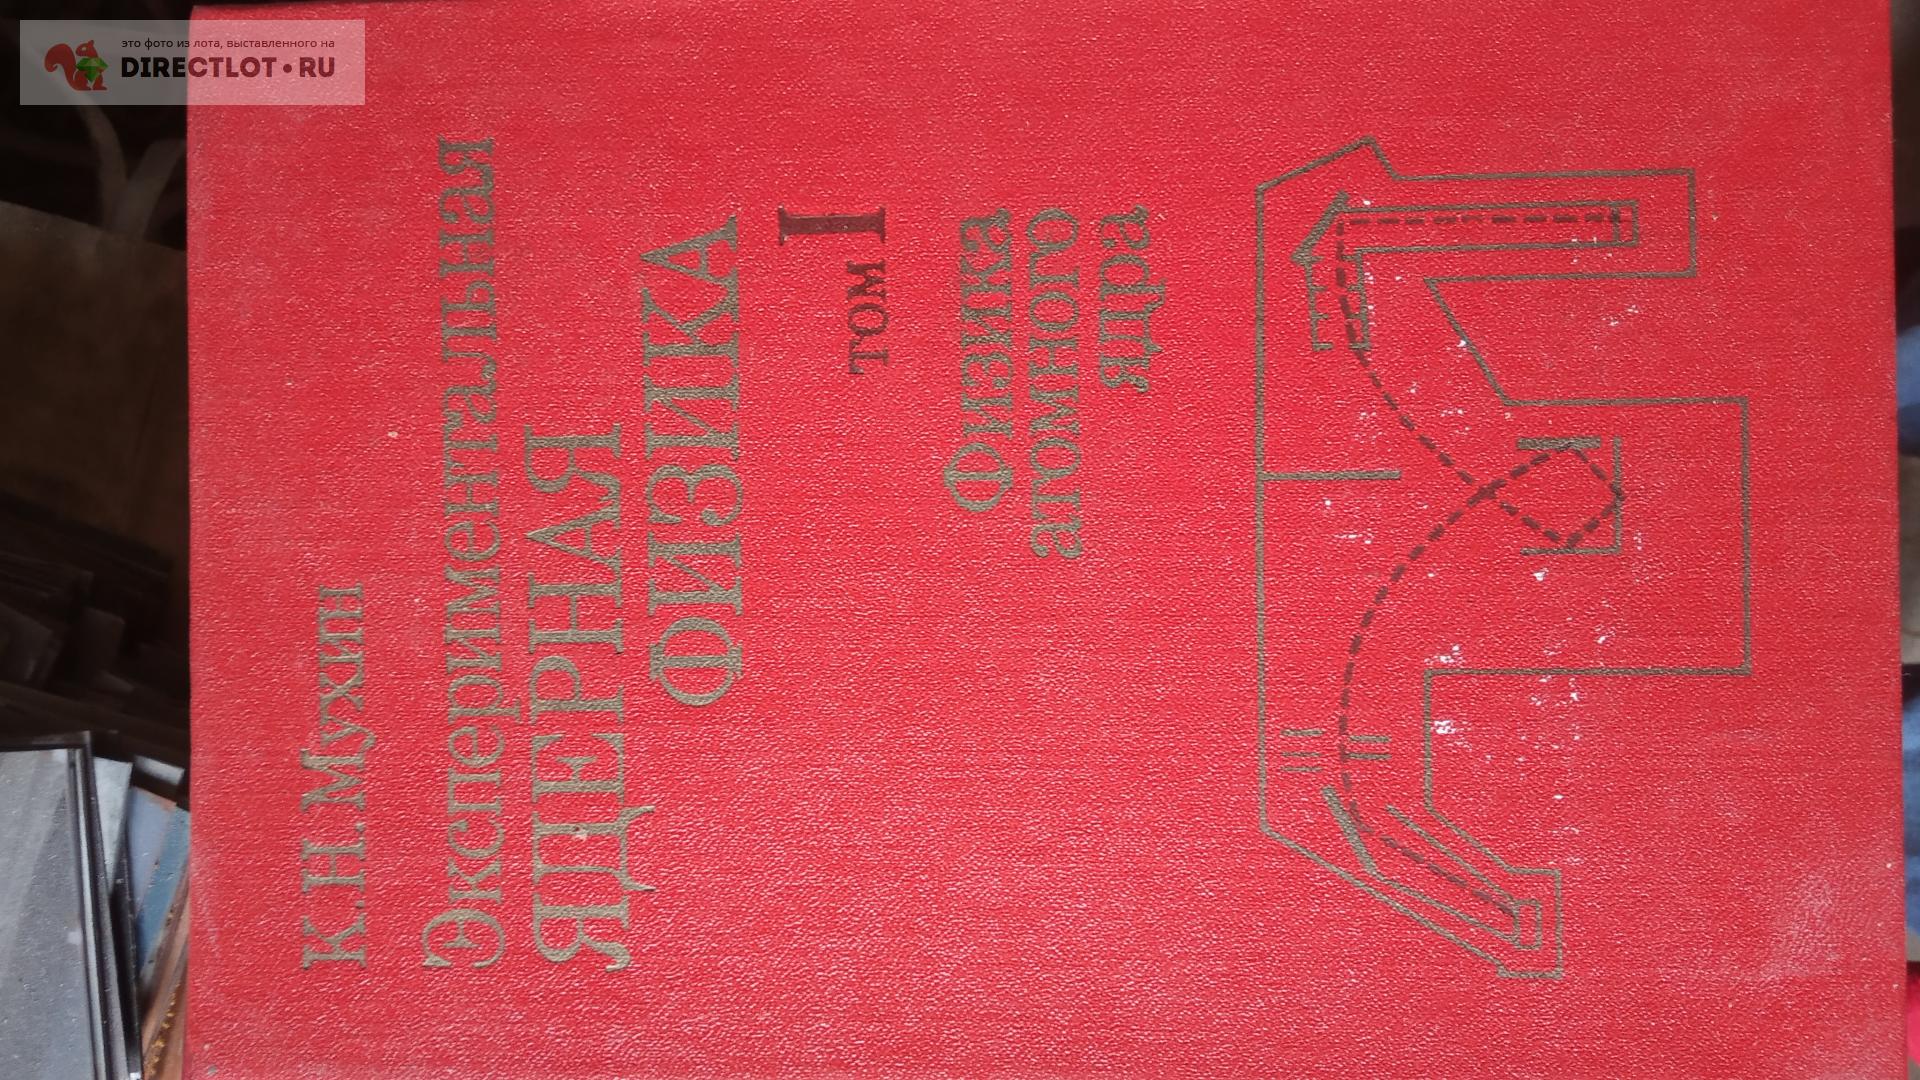 это фото из лота, выставленного на
DIRECTLOT•RU
К.Н.Мухин
Экспериментальная
ЯДЕРНАЯ
ФИЗИКА
ТОМ I
Физика
атомного
ядра